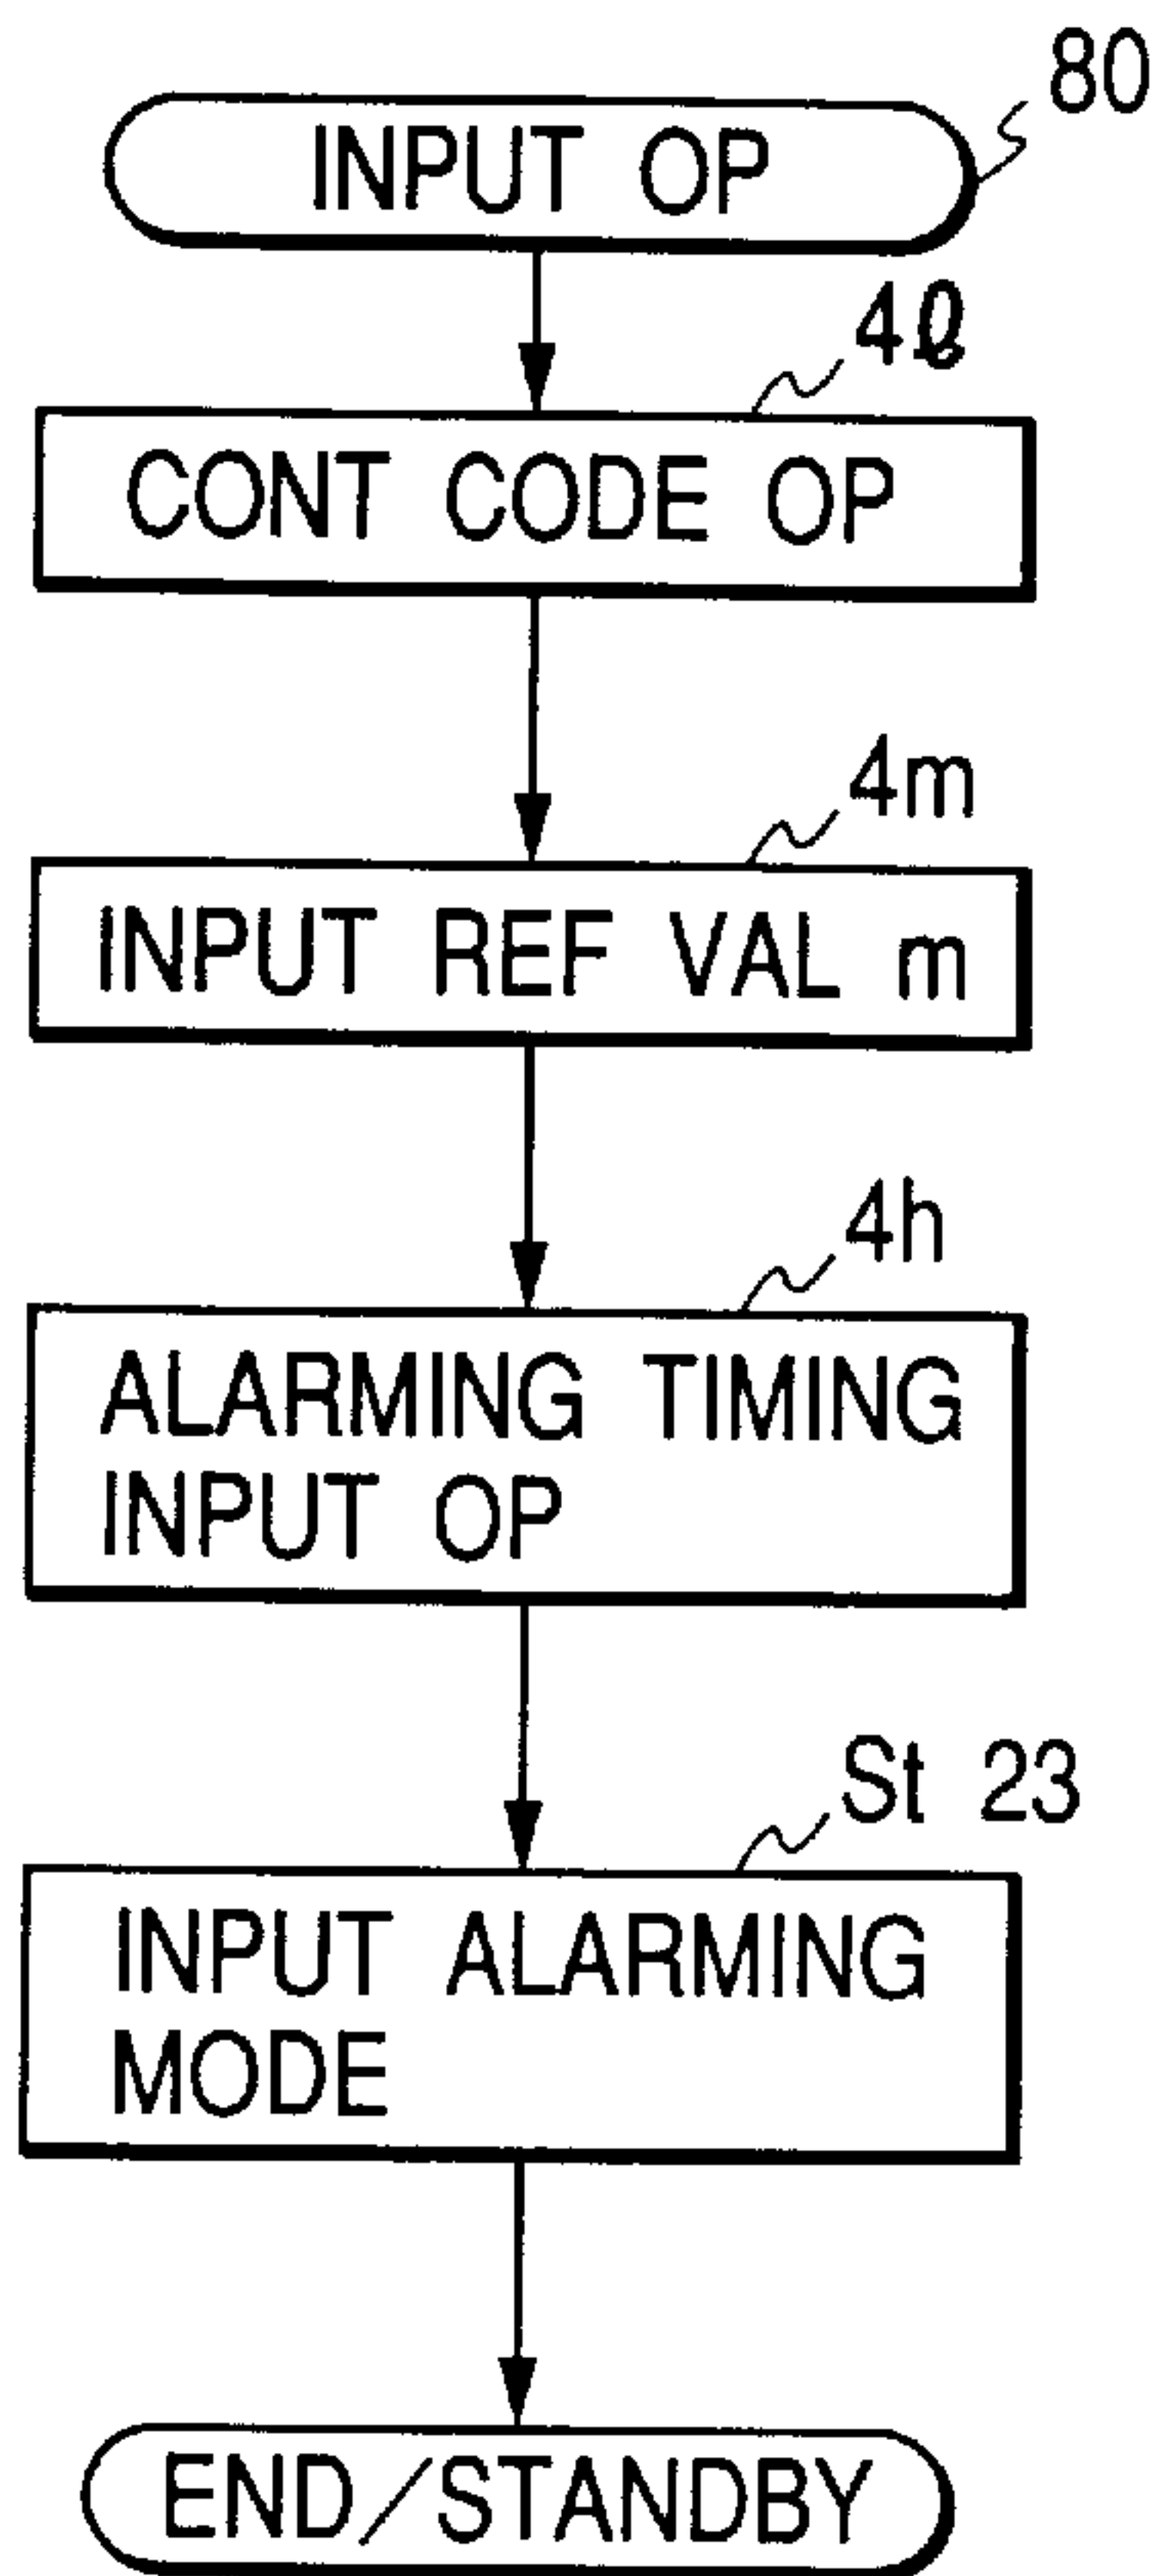 80
INPUT OP
4ℓ
CONT CODE OP
4m
INPUT REF VAL m
4h
ALARMING TIMING
INPUT OP
St 23
INPUT ALARMING
MODE
END/STANDBY